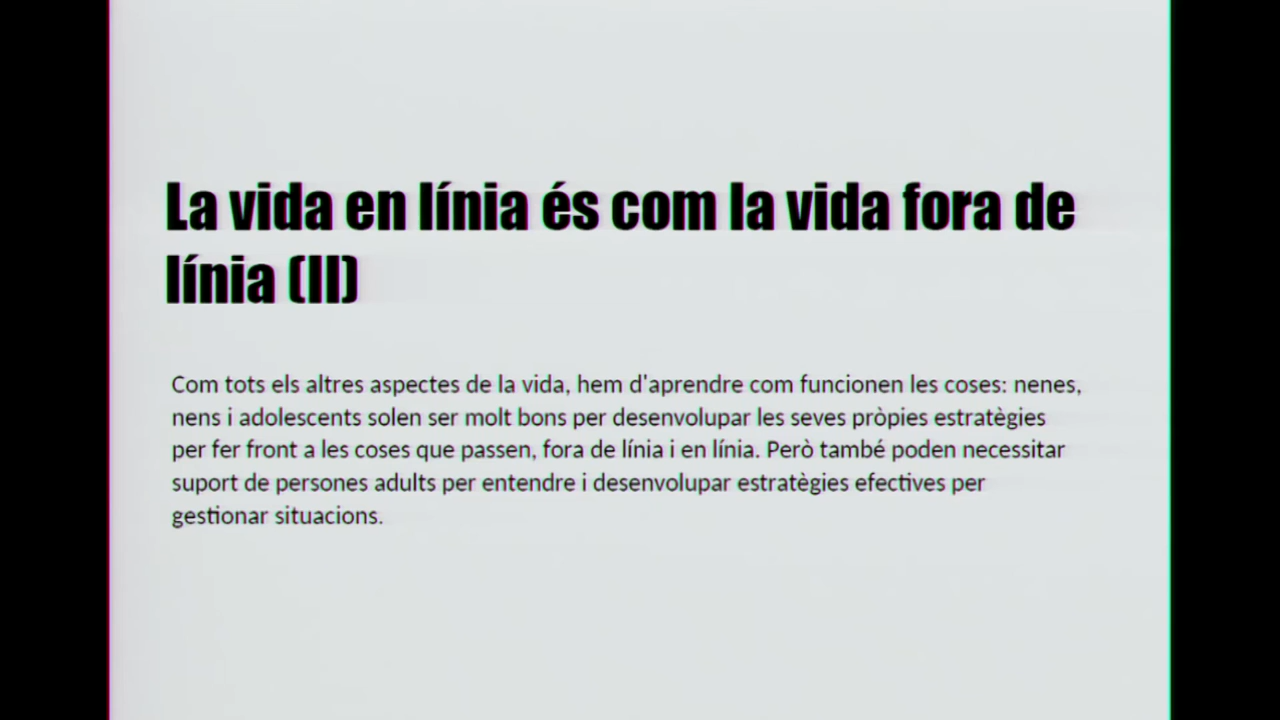 La vida en línia és com la vida fora de
línia (II)
Com tots els altres aspectes de la vida, hem d'aprendre com funcionen les coses: nenes,
nens i adolescents solen ser molt bons per desenvolupar les seves pròpies estratègies
per fer front a les coses que passen, fora de línia i en línia. Però també poden necessitar
suport de persones adults per entendre i desenvolupar estratègies efectives per
gestionar situacions.